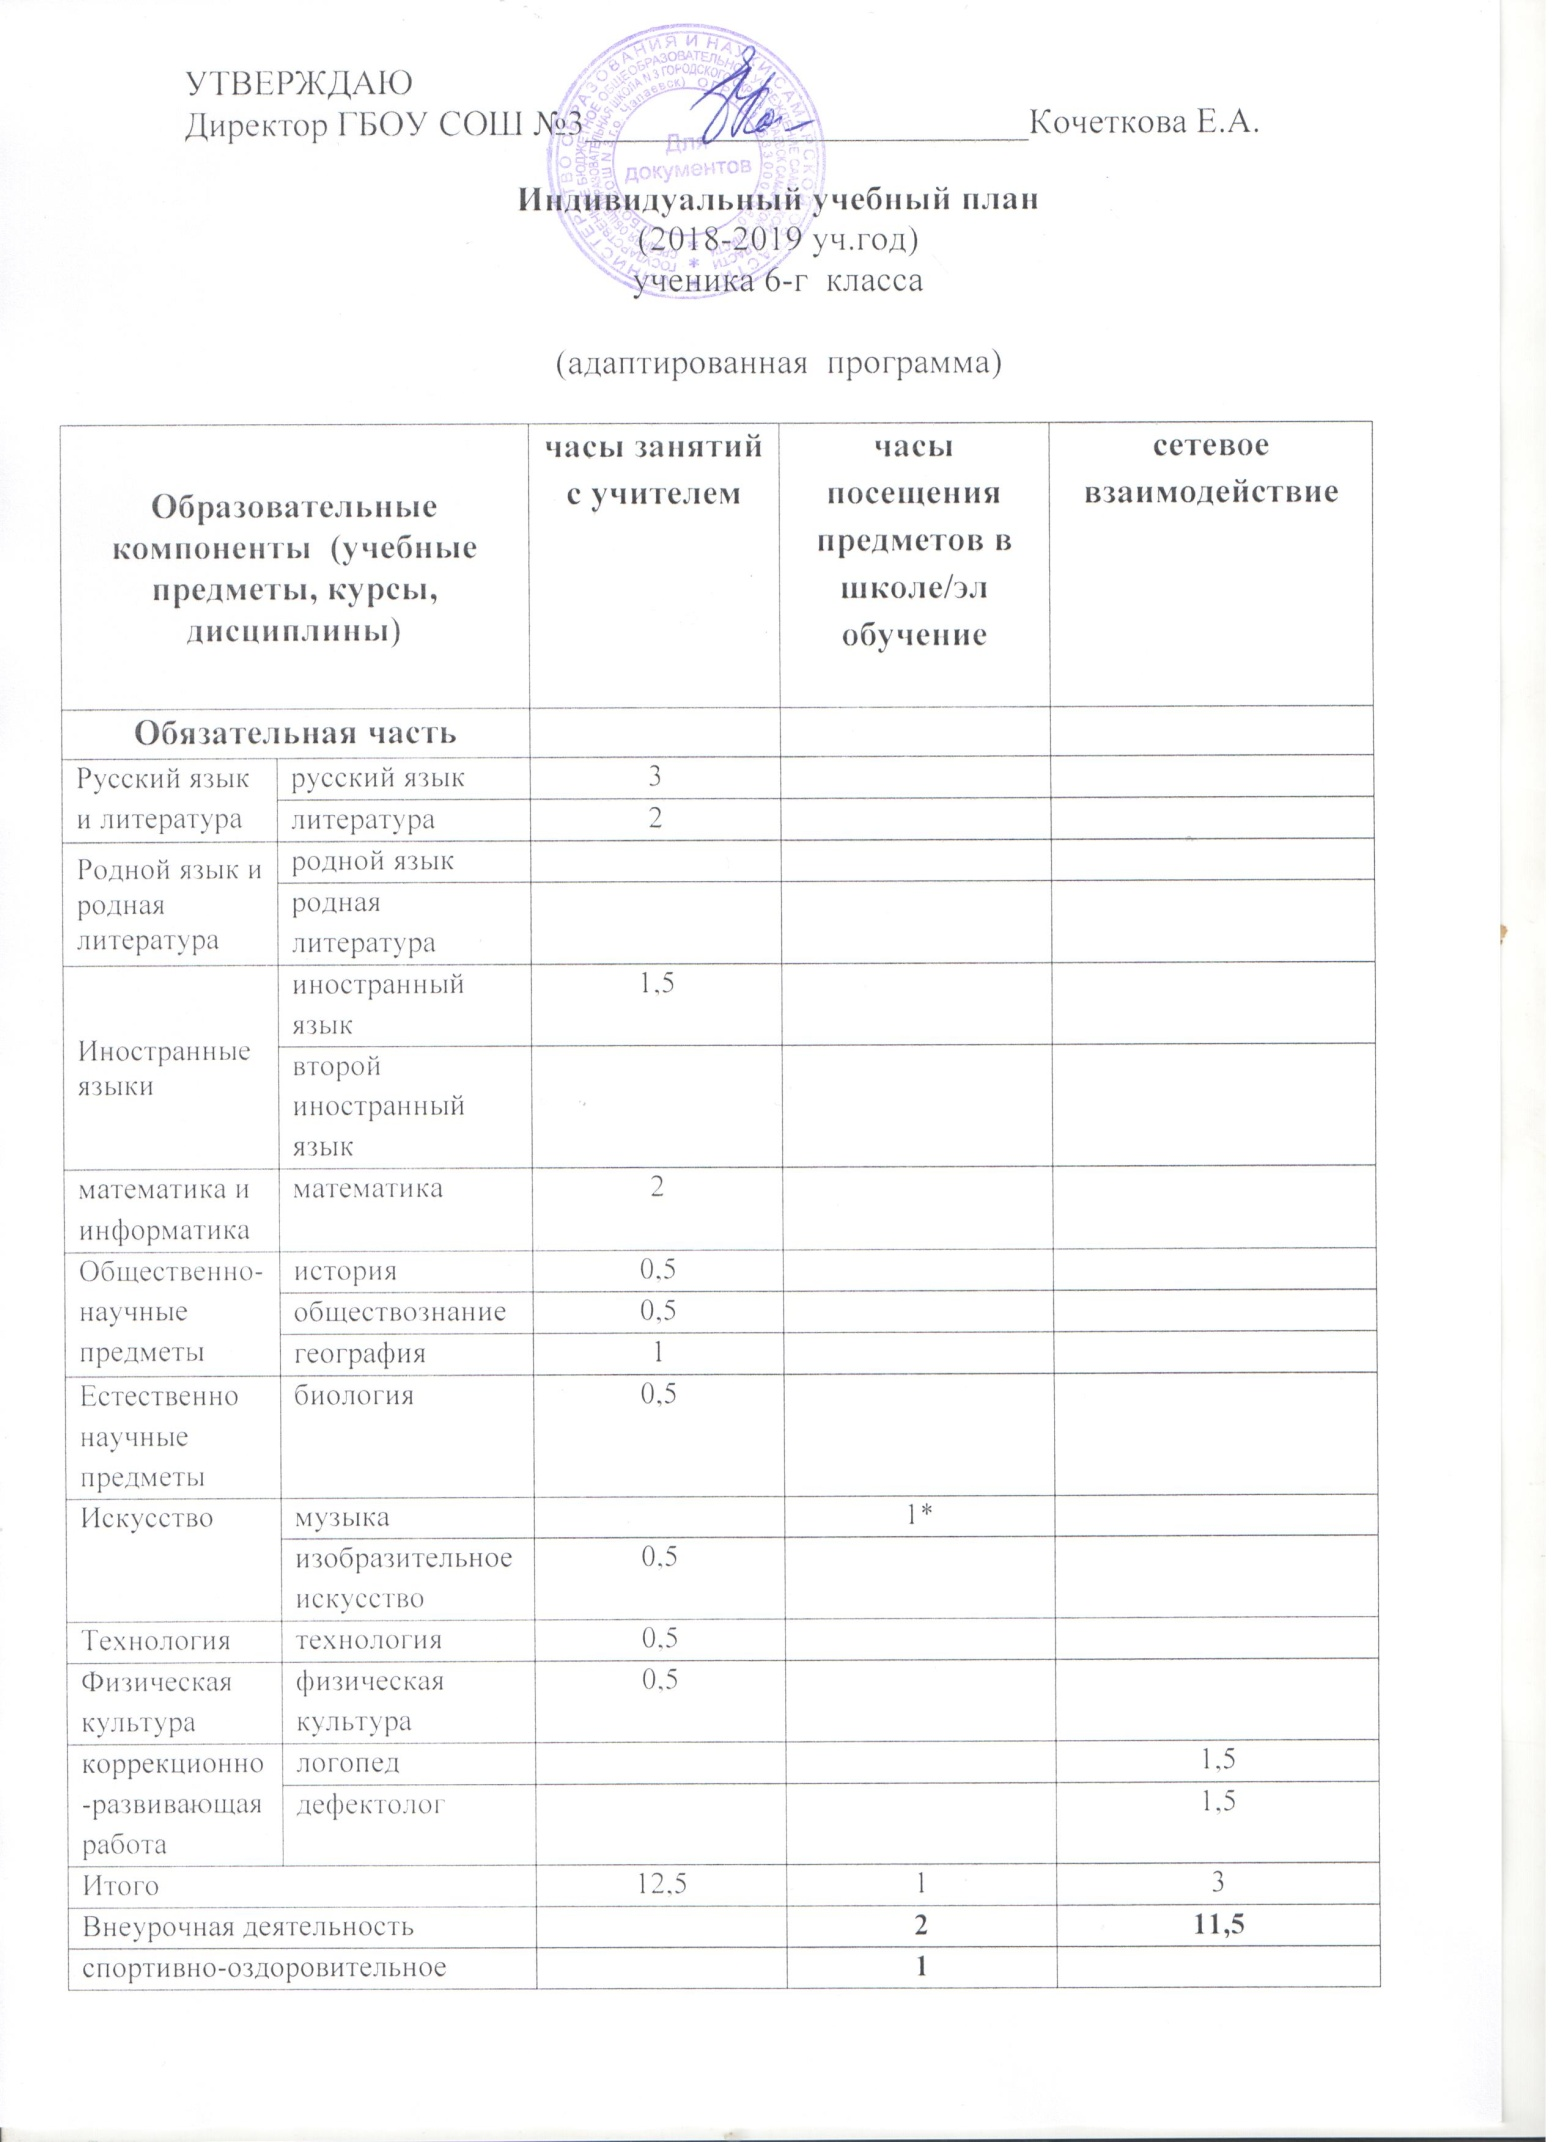 УТВЕРЖДАЮ
Директор ГБОУ СОШ №3 Кочеткова Е.А.
Для
документов
Индивидуальный учебный план
(2018-2019 уч.год)
ученика 6-г класса
(адаптированная программа)
Образовательные
компоненты (учебные
предметы, курсы,
дисциплины)
часы занятий
с учителем
часы
посещения
предметов в
школе/эл
обучение
сетевое
взаимодействие
Обязательная часть
Русский язык
и литература
русский язык 3
литература 2
Родной язык и
родная
литература
родной язык
родная
литература
Иностранные
языки
иностранный
язык
1,5
второй
иностранный
язык
математика и
информатика
математика 2
Общественно-
научные
предметы
история 0,5
обществознание 0,5
география 1
Естественно
научные
предметы
биология 0,5
Искусство
музыка 1*
изобразительное
искусство
0,5
Технология технология 0,5
Физическая
культура
физическая
культура
0,5
коррекционно
-развивающая
работа
логопед 1,5
дефектолог 1,5
Итого 12,5 1 3
Внеурочная деятельность 2 11,5
спортивно-оздоровительное 1